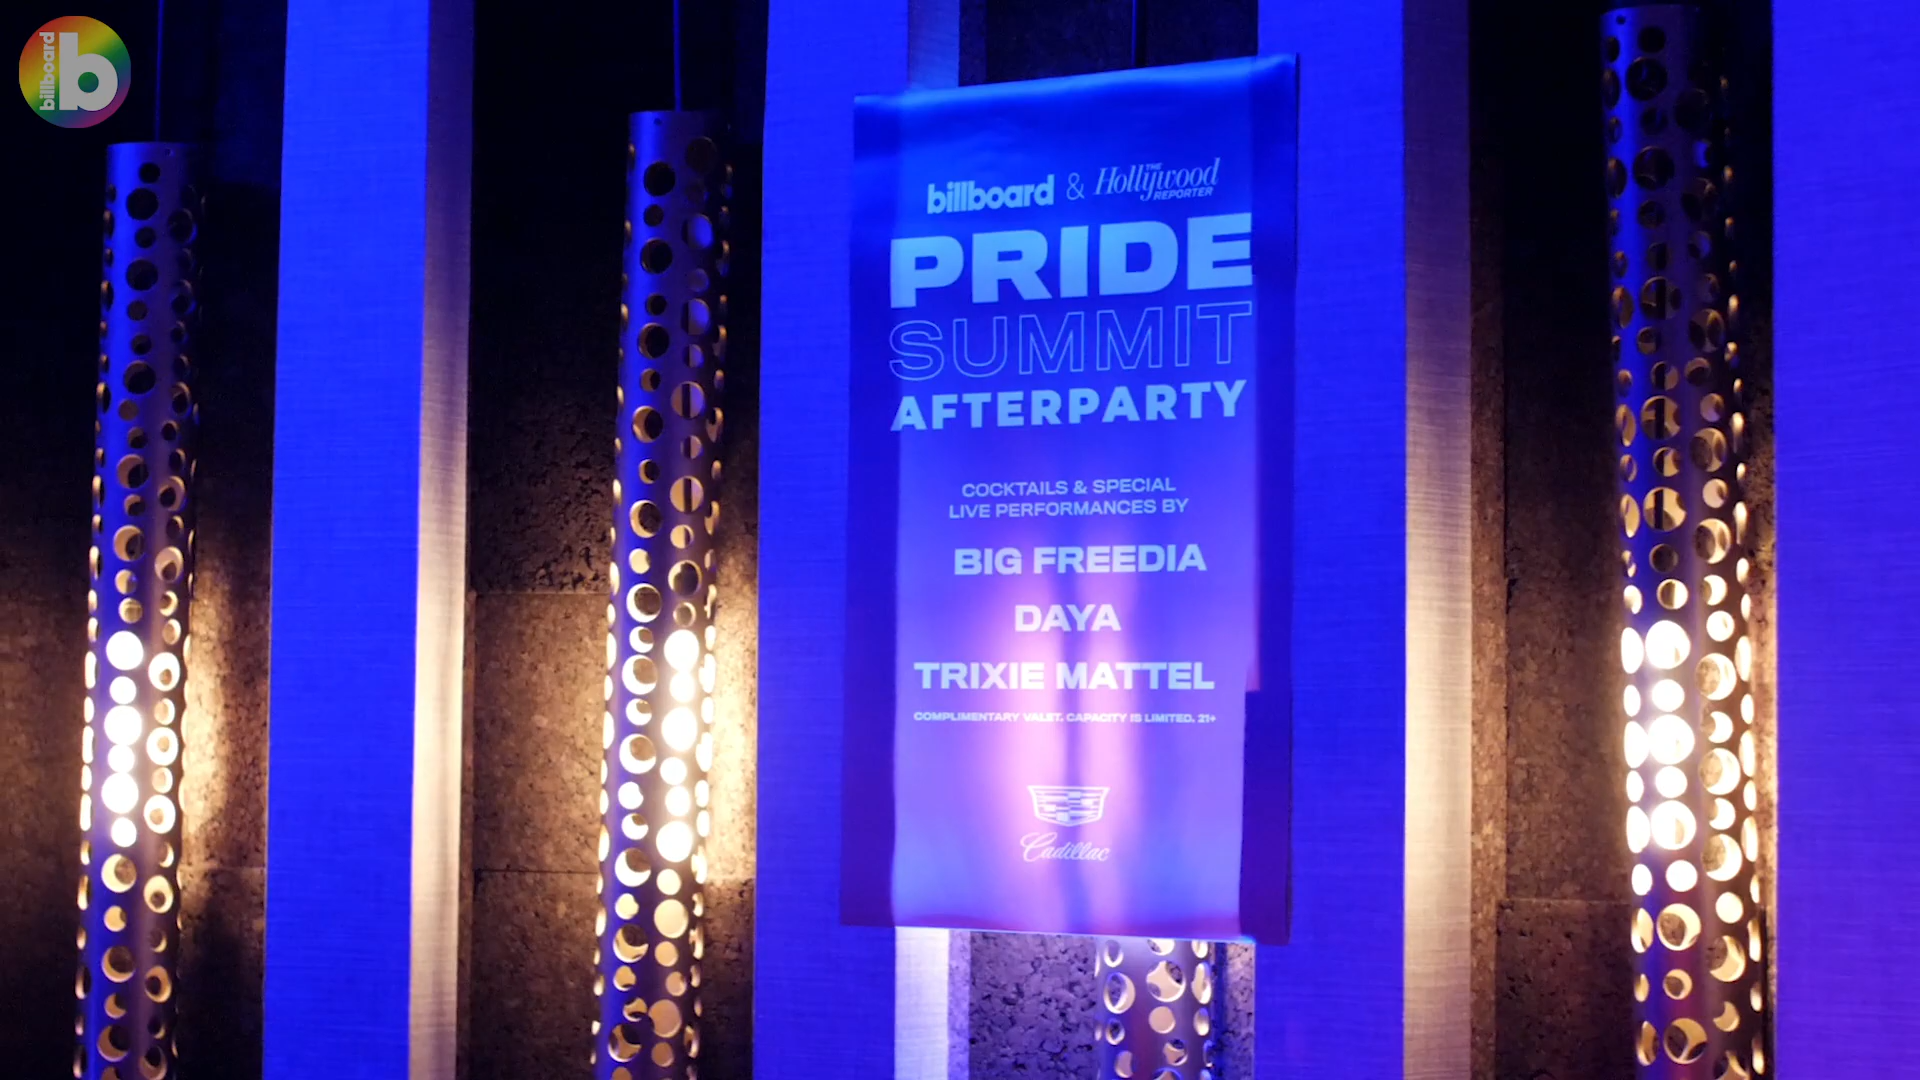 billboard b
billboard & THE Hollywood REPORTER
PRIDE
SUMMIT
AFTERPARTY
COCKTAILS & SPECIAL
LIVE PERFORMANCES BY
BIG FREEDIA
DAYA
TRIXIE MATTEL
COMPLIMENTARY VALET. CAPACITY IS LIMITED. 21+
Cadillac